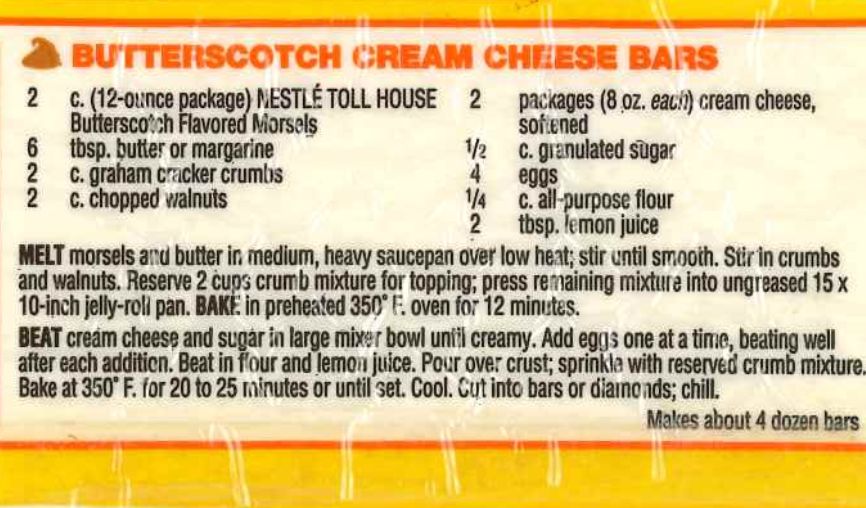 BUTTERSCOTCH CREAM CHEESE BARS
2 c. (12-ounce package) NESTLÉ TOLL HOUSE
Butterscotch Flavored Morsels
6 tbsp. butter or margarine
2 c. graham cracker crumbs
2 c. chopped walnuts
2 packages (8 oz. each) cream cheese,
softened
1/2 c. granulated sugar
4 eggs
1/4 c. all-purpose flour
2 tbsp. lemon juice
MELT morsels and butter in medium, heavy saucepan over low heat; stir until smooth. Stir in crumbs
and walnuts. Reserve 2 cups crumb mixture for topping; press remaining mixture into ungreased 15 x
10-inch jelly-roll pan. BAKE in preheated 350° F. oven for 12 minutes.
BEAT cream cheese and sugar in large mixer bowl until creamy. Add eggs one at a time, beating well
after each addition. Beat in flour and lemon juice. Pour over crust; sprinkle with reserved crumb mixture.
Bake at 350° F. for 20 to 25 minutes or until set. Cool. Cut into bars or diamonds; chill.
Makes about 4 dozen bars